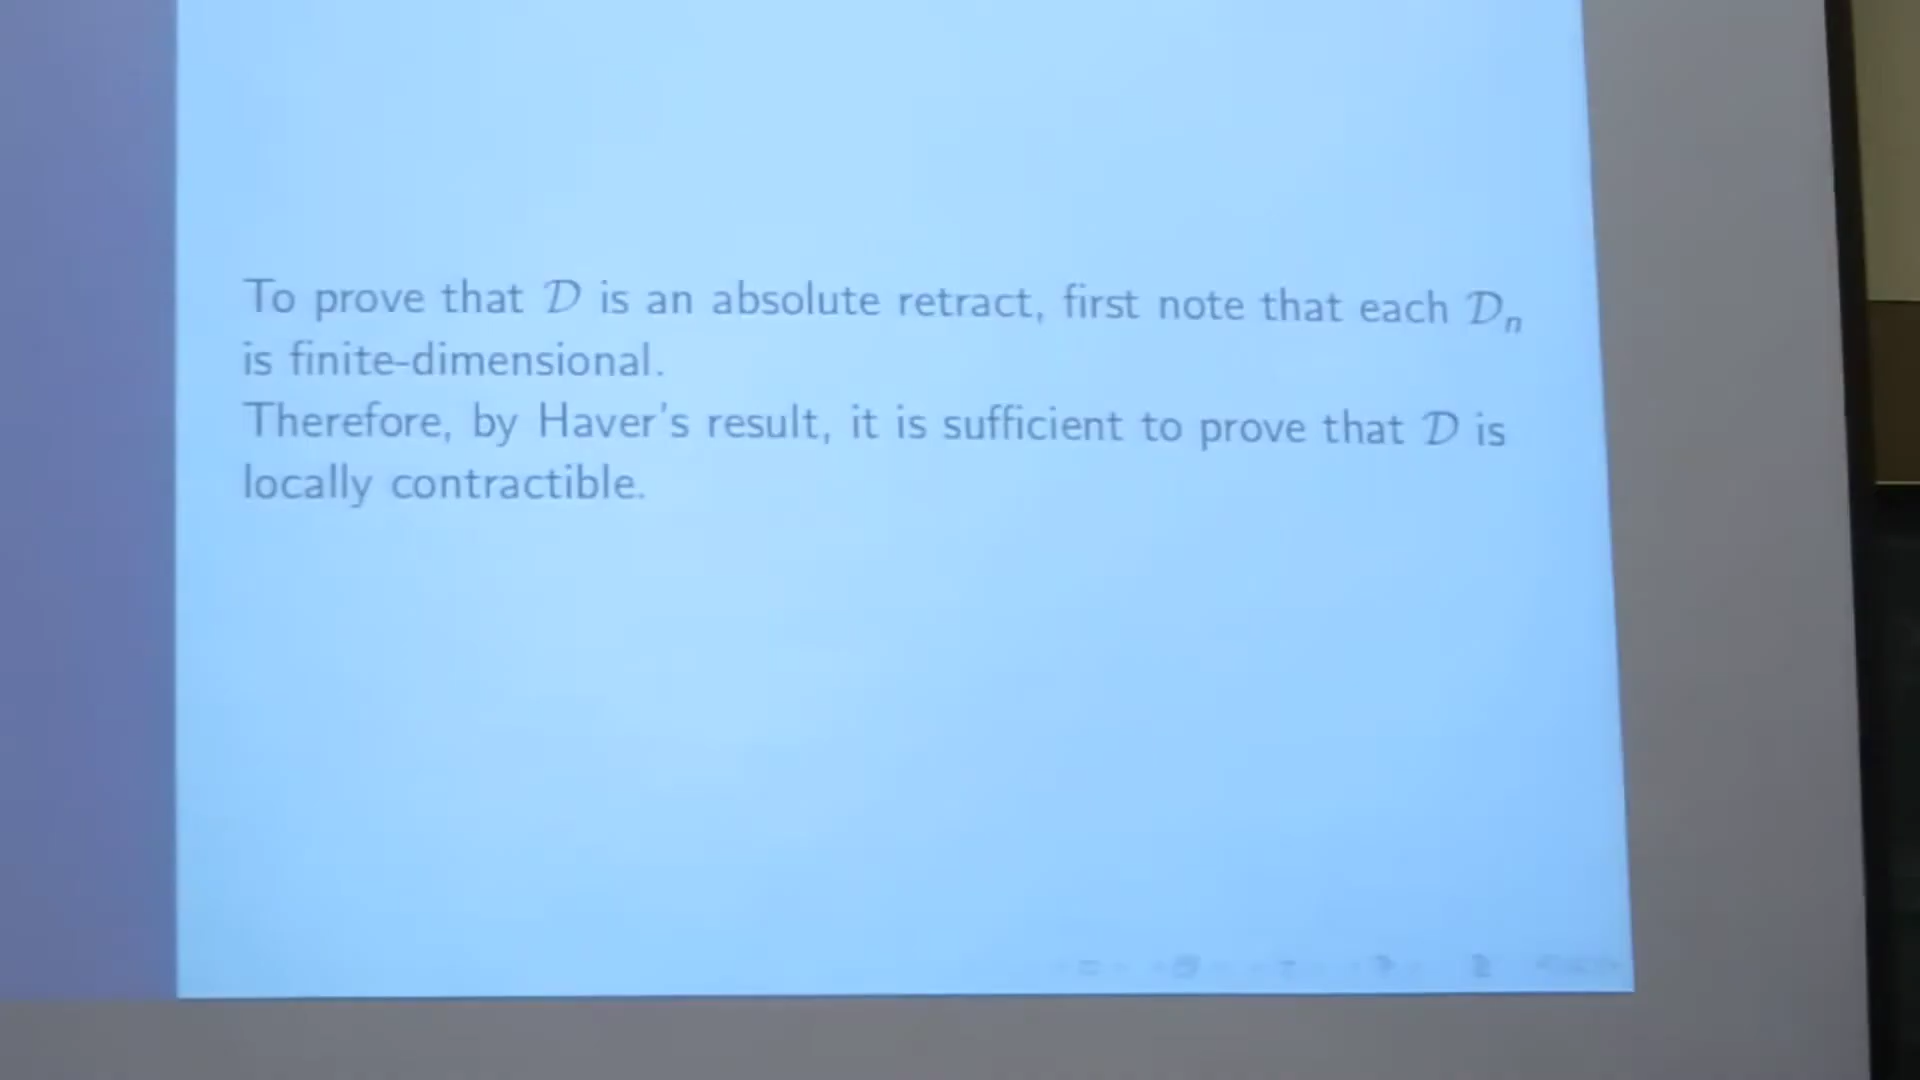 To prove that 𝒟 is an absolute retract, first note that each 𝒟ₙ
is finite-dimensional.
Therefore, by Haver's result, it is sufficient to prove that 𝒟 is
locally contractible.